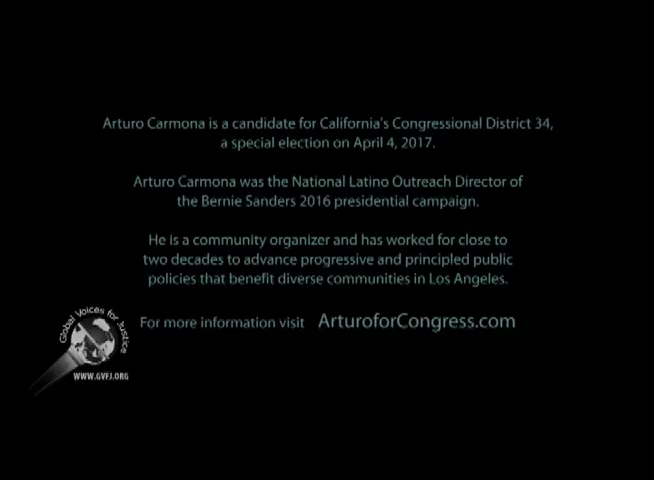 Arturo Carmona is a candidate for California's Congressional District 34,
a special election on April 4, 2017.
Arturo Carmona was the National Latino Outreach Director of
the Bernie Sanders 2016 presidential campaign.
He is a community organizer and has worked for close to
two decades to advance progressive and principled public
policies that benefit diverse communities in Los Angeles.
For more information visit ArturoforCongress.com
Global Voices for Justice
WWW.GVFJ.ORG